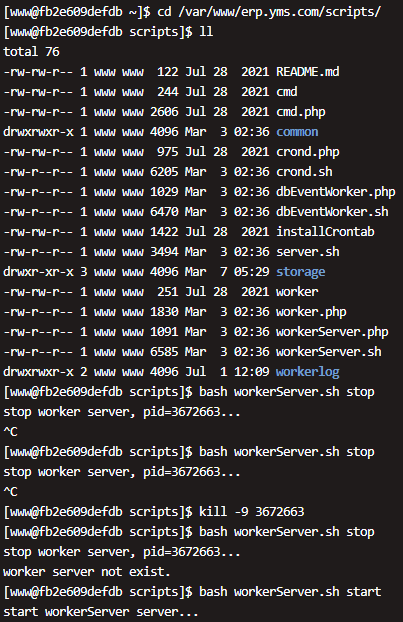 [www@fb2e609defdb ~]$ cd /var/www/erp.yms.com/scripts/
[www@fb2e609defdb scripts]$ ll
total 76
-rw-rw-r-- 1 www www  122 Jul 28  2021 README.md
-rw-rw-r-- 1 www www  244 Jul 28  2021 cmd
-rw-rw-r-- 1 www www 2606 Jul 28  2021 cmd.php
drwxrwxr-x 1 www www 4096 Mar  3 02:36 common
-rw-rw-r-- 1 www www  975 Jul 28  2021 crond.php
-rw-rw-r-- 1 www www 6205 Mar  3 02:36 crond.sh
-rw-r--r-- 1 www www 1029 Mar  3 02:36 dbEventWorker.php
-rw-r--r-- 1 www www 6470 Mar  3 02:36 dbEventWorker.sh
-rw-rw-r-- 1 www www 1422 Jul 28  2021 installCrontab
-rw-r--r-- 1 www www 3494 Mar  3 02:36 server.sh
drwxr-xr-x 3 www www 4096 Mar  7 05:29 storage
-rw-rw-r-- 1 www www  251 Jul 28  2021 worker
-rw-rw-r-- 1 www www 1830 Mar  3 02:36 worker.php
-rw-rw-r-- 1 www www 1091 Mar  3 02:36 workerServer.php
-rw-rw-r-- 1 www www 6585 Mar  3 02:36 workerServer.sh
drwxrwxr-x 2 www www 4096 Jul  1 12:09 workerlog
[www@fb2e609defdb scripts]$ bash workerServer.sh stop
stop worker server, pid=3672663...
^C
[www@fb2e609defdb scripts]$ bash workerServer.sh stop
stop worker server, pid=3672663...
^C
[www@fb2e609defdb scripts]$ kill -9 3672663
[www@fb2e609defdb scripts]$ bash workerServer.sh stop
stop worker server, pid=3672663...
worker server not exist.
[www@fb2e609defdb scripts]$ bash workerServer.sh start
start workerServer server...